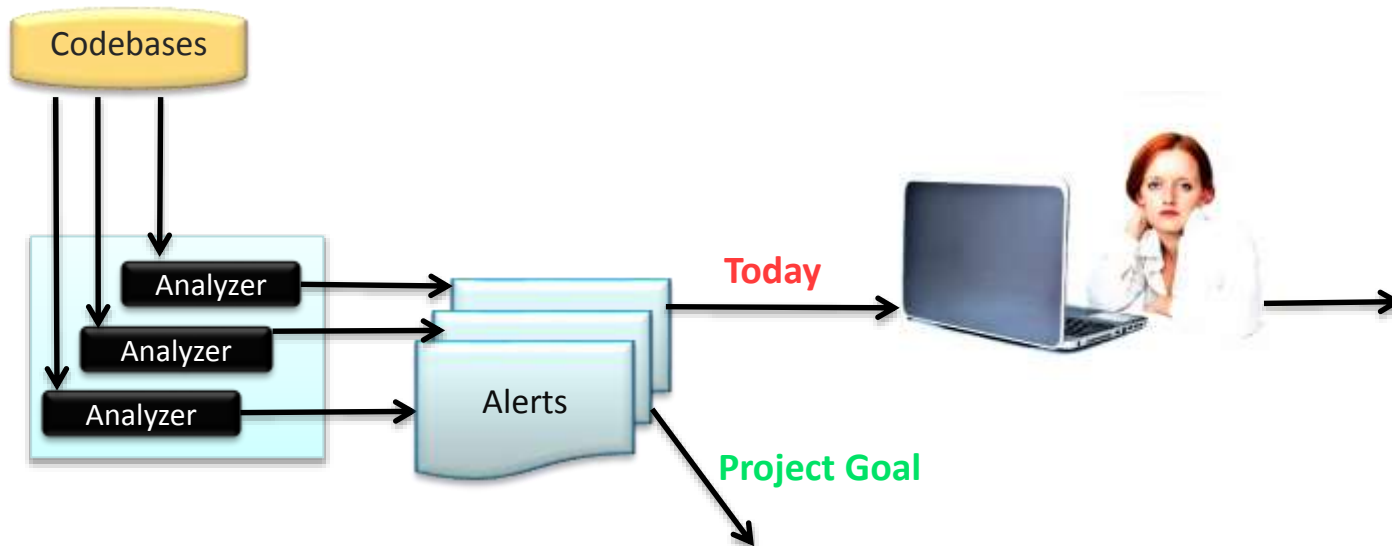 Codebases
Analyzer
Analyzer
Analyzer
Alerts
Today
Project Goal